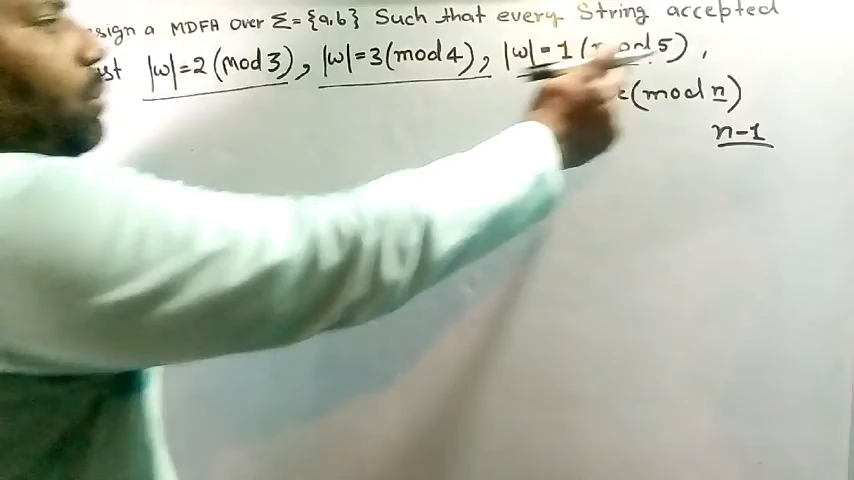 sign a MDFA over Σ = {a,b} Such that every String accepted
st |w|=2 (mod 3), |w|=3(mod 4), |w|=1(mod 5),
(mod n)
n-1